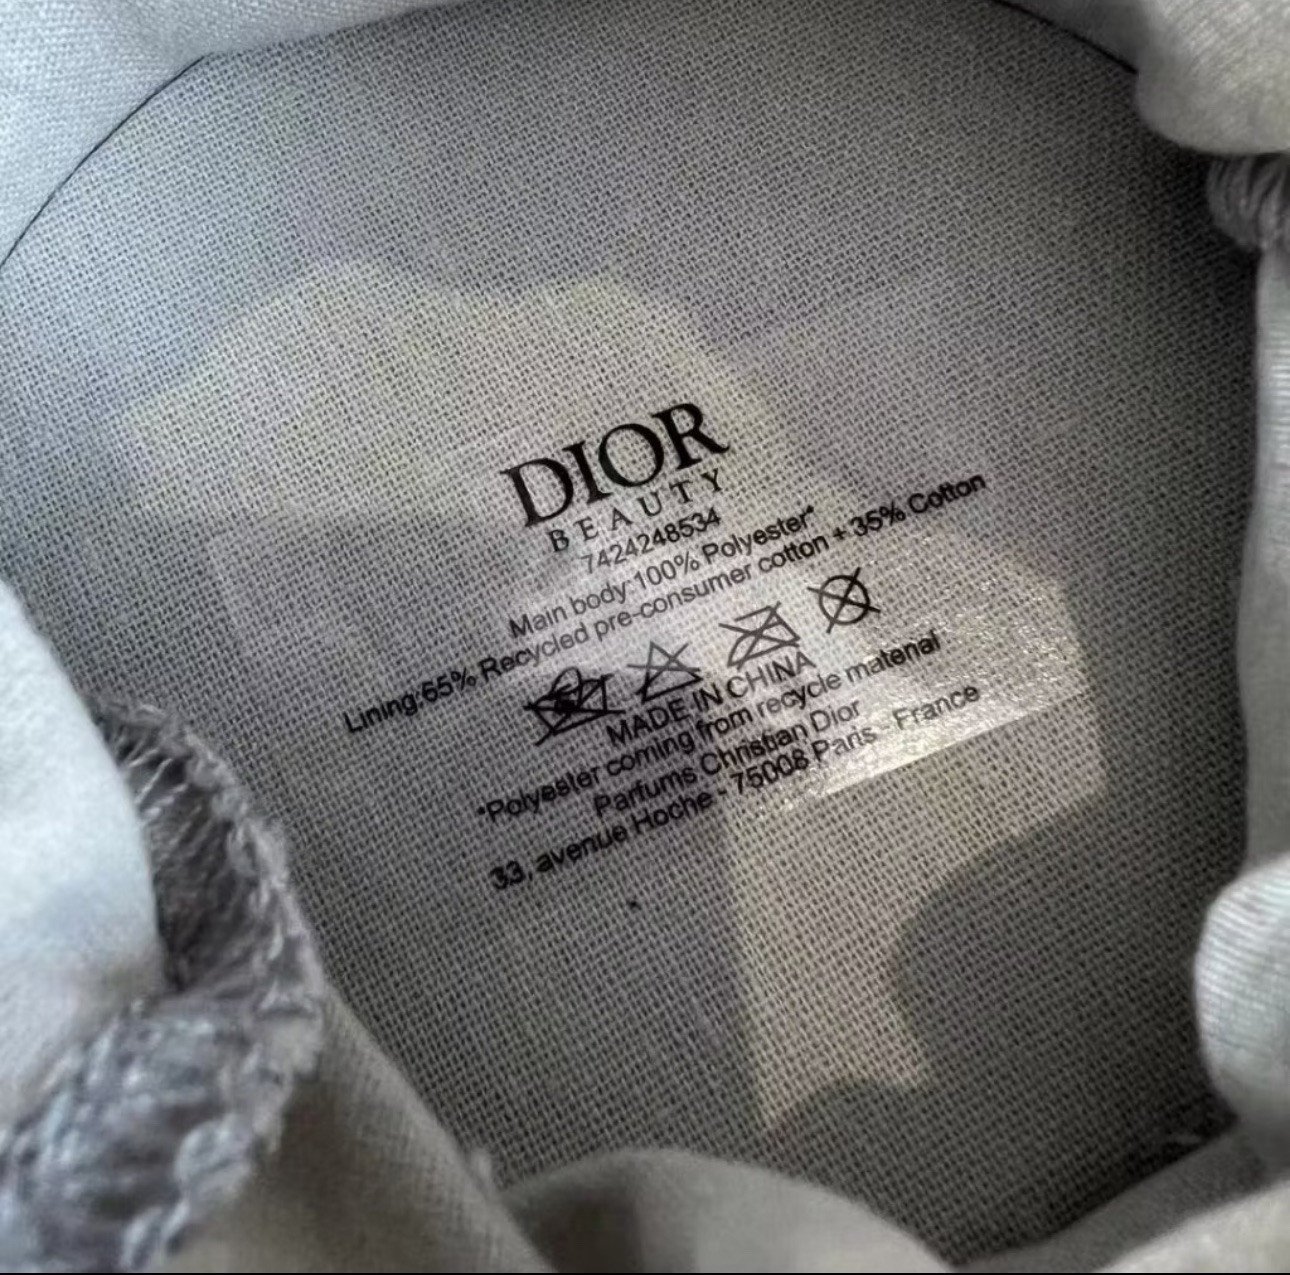 DIOR
BEAUTY
7424248534
Main body:100% Polyester*
Lining:65% Recycled pre-consumer cotton + 35% Cotton
MADE IN CHINA
*Polyester coming from recycle material
Parfums Christian Dior
33, avenue Hoche - 75008 Paris - France